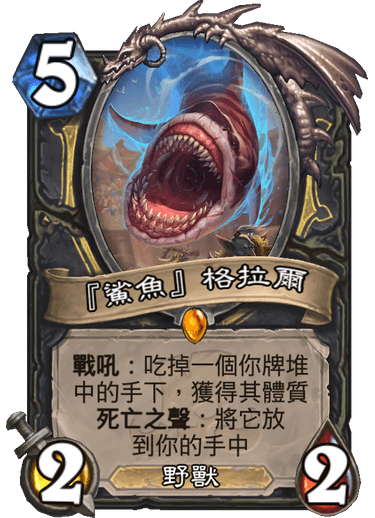 5
『鯊魚』格拉爾
戰吼：吃掉一個你牌堆
中的手下，獲得其體質
死亡之聲：將它放
到你的手中
2
野獸
2